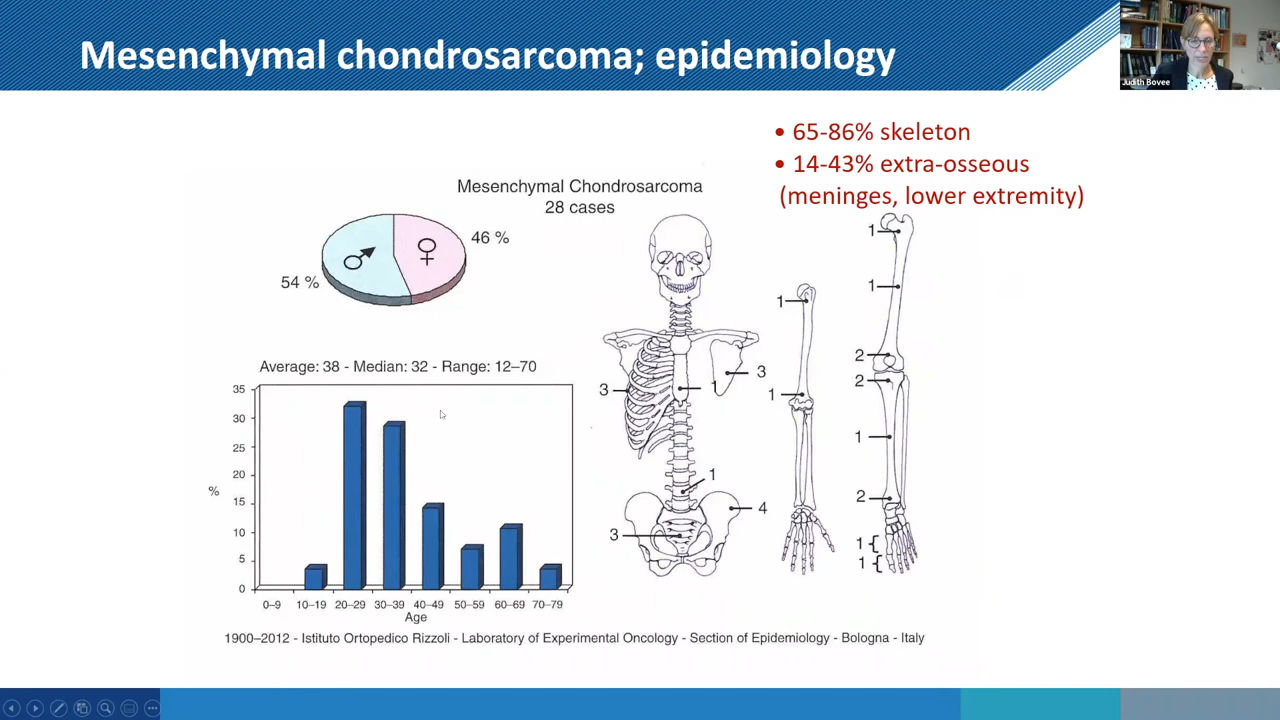 Mesenchymal chondrosarcoma; epidemiology
Judith Bovee
• 65-86% skeleton
• 14-43% extra-osseous
(meninges, lower extremity)
Mesenchymal Chondrosarcoma
28 cases
46 %
54 %
Average: 38 - Median: 32 - Range: 12–70
35
30
25
20
15
10
5
0
%
0–9 10–19 20–29 30–39 40–49 50–59 60–69 70–79
Age
3
1
3
1
4
3
1
1
1
1
2
2
1
2
1
1
1900–2012 - Istituto Ortopedico Rizzoli - Laboratory of Experimental Oncology - Section of Epidemiology - Bologna - Italy